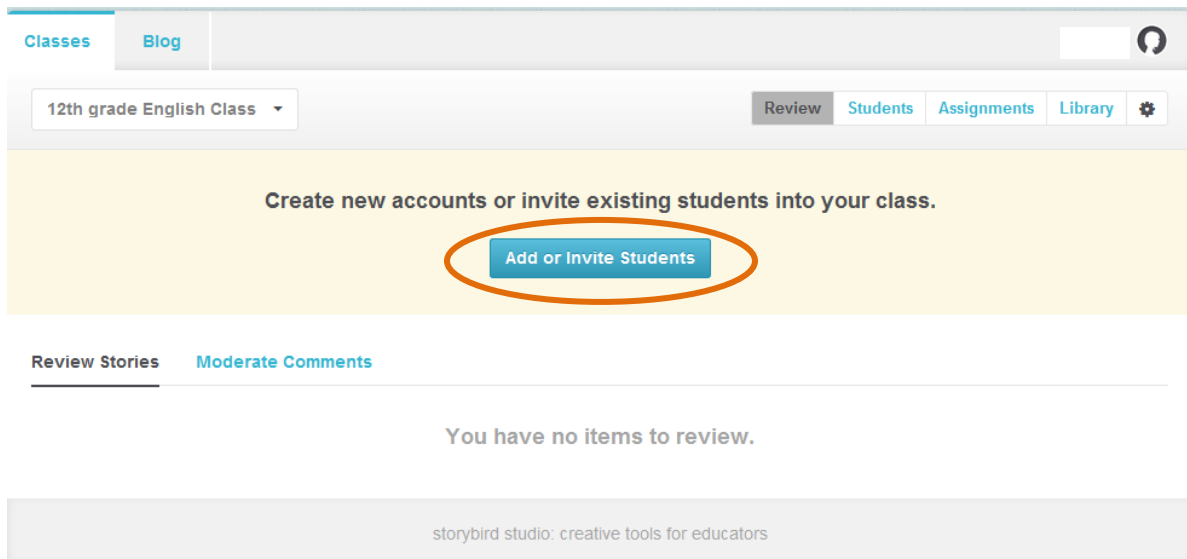 Classes Blog
12th grade English Class Review Students Assignments Library
Create new accounts or invite existing students into your class.
Add or Invite Students
Review Stories Moderate Comments
You have no items to review.
storybird studio: creative tools for educators